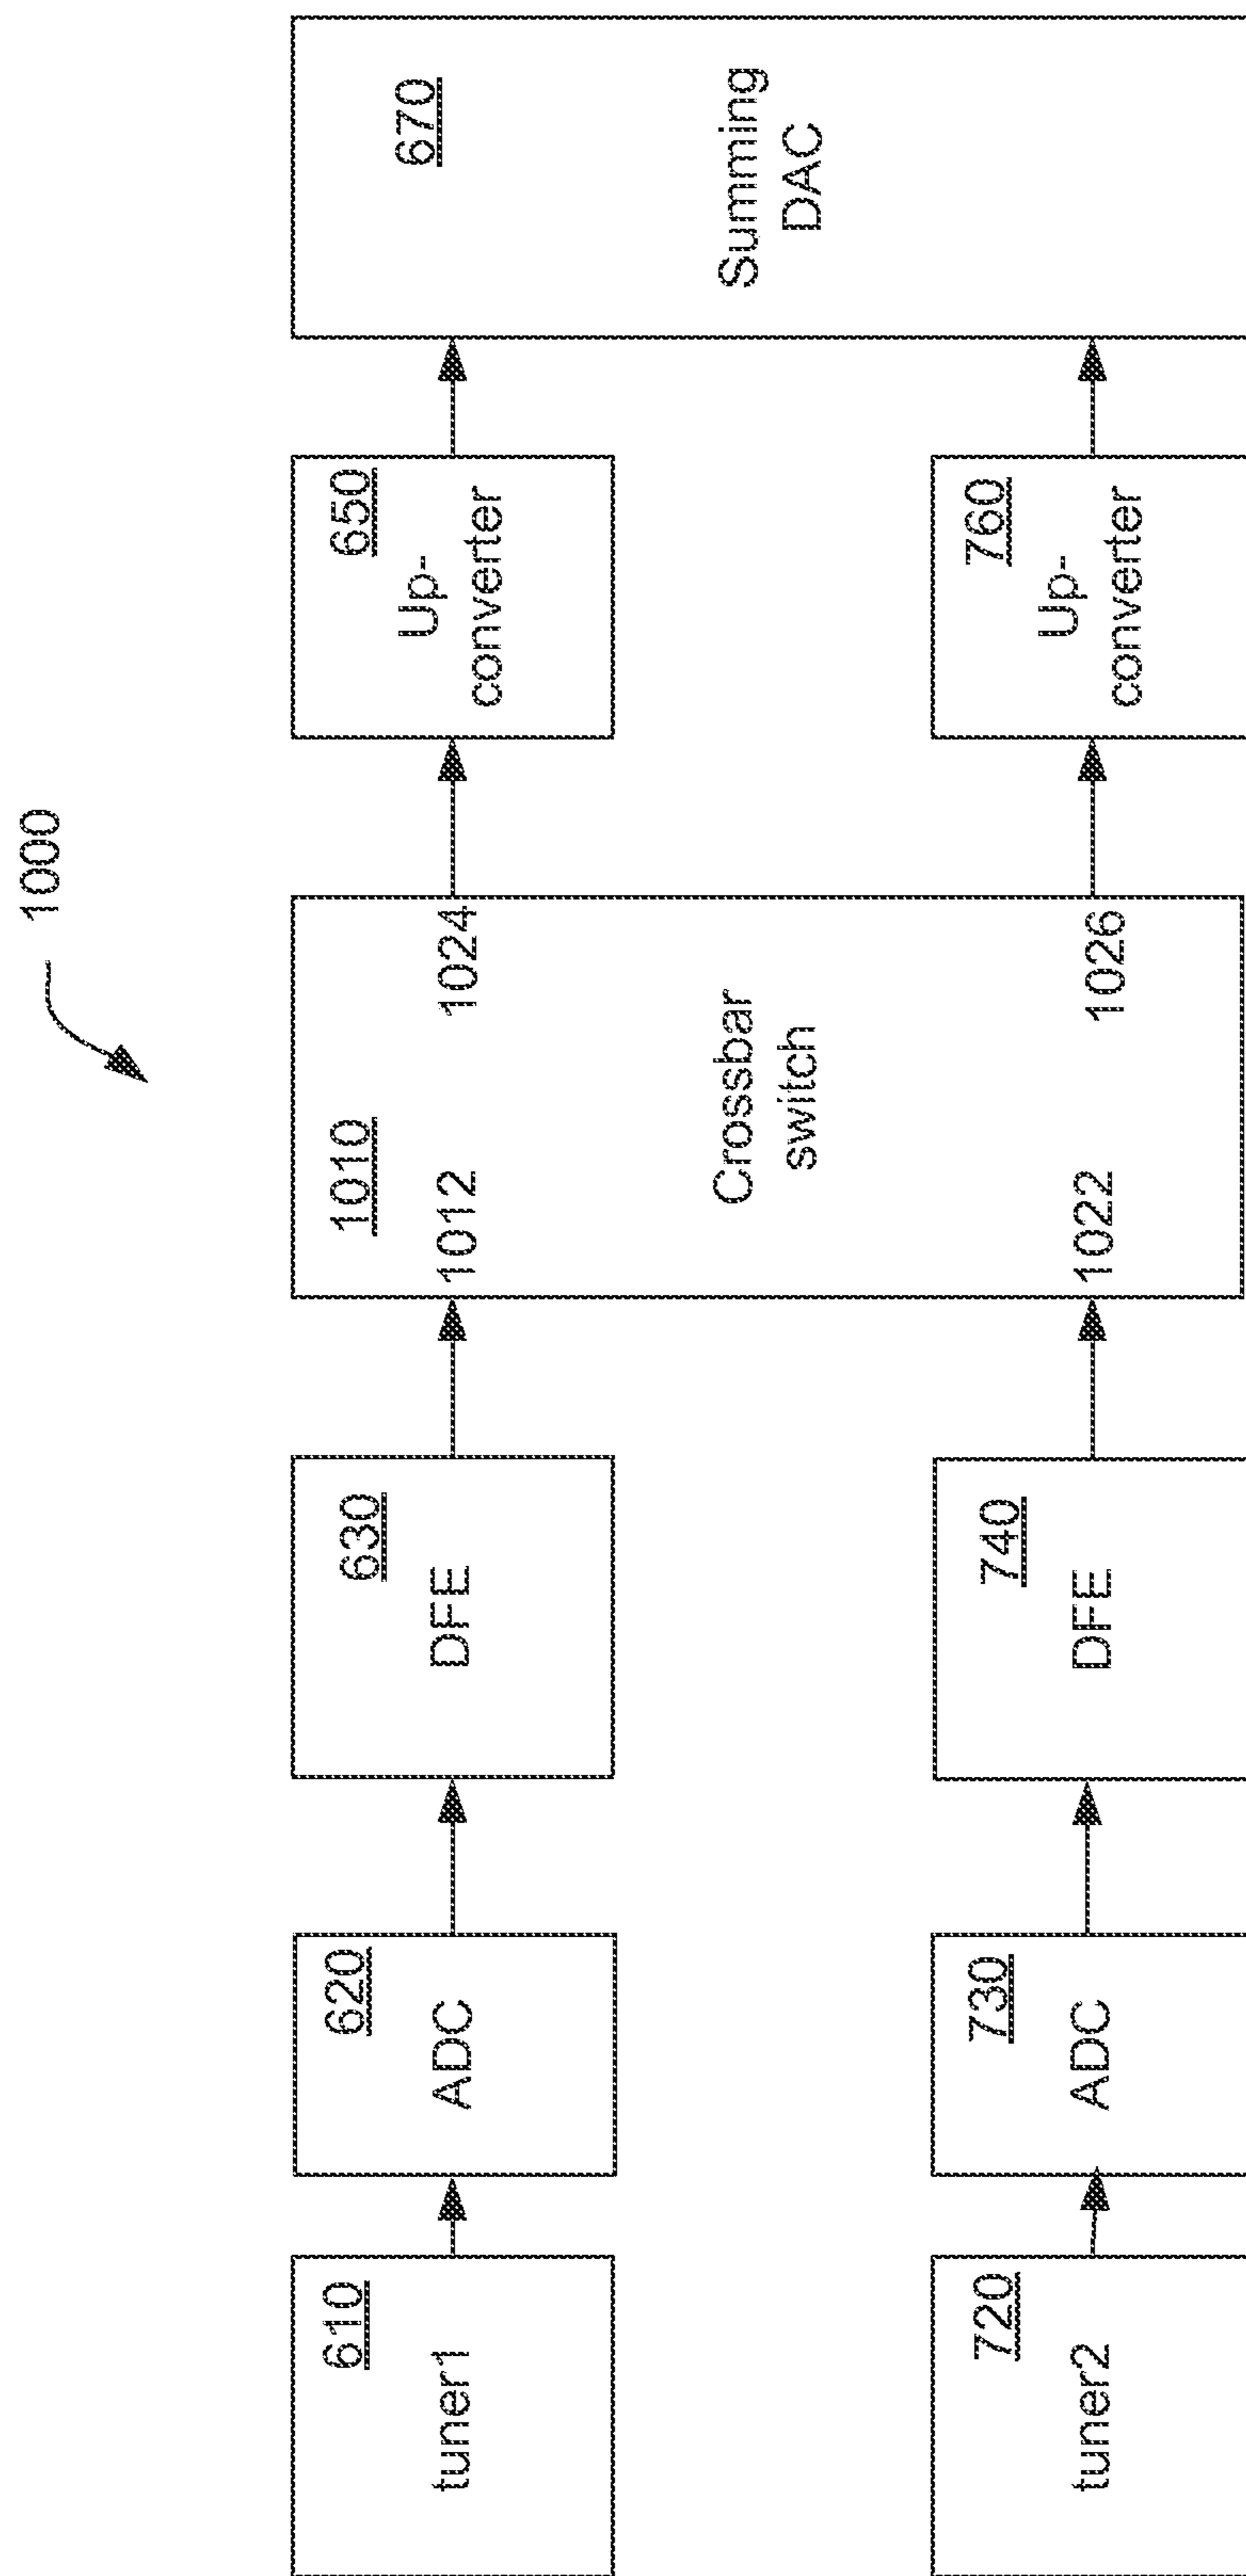 1000
610
tuner1
620
ADC
630
DFE
1010
1012
1024
Crossbar
switch
1022
1026
650
Up-
converter
670
Summing
DAC
720
tuner2
730
ADC
740
DFE
760
Up-
converter